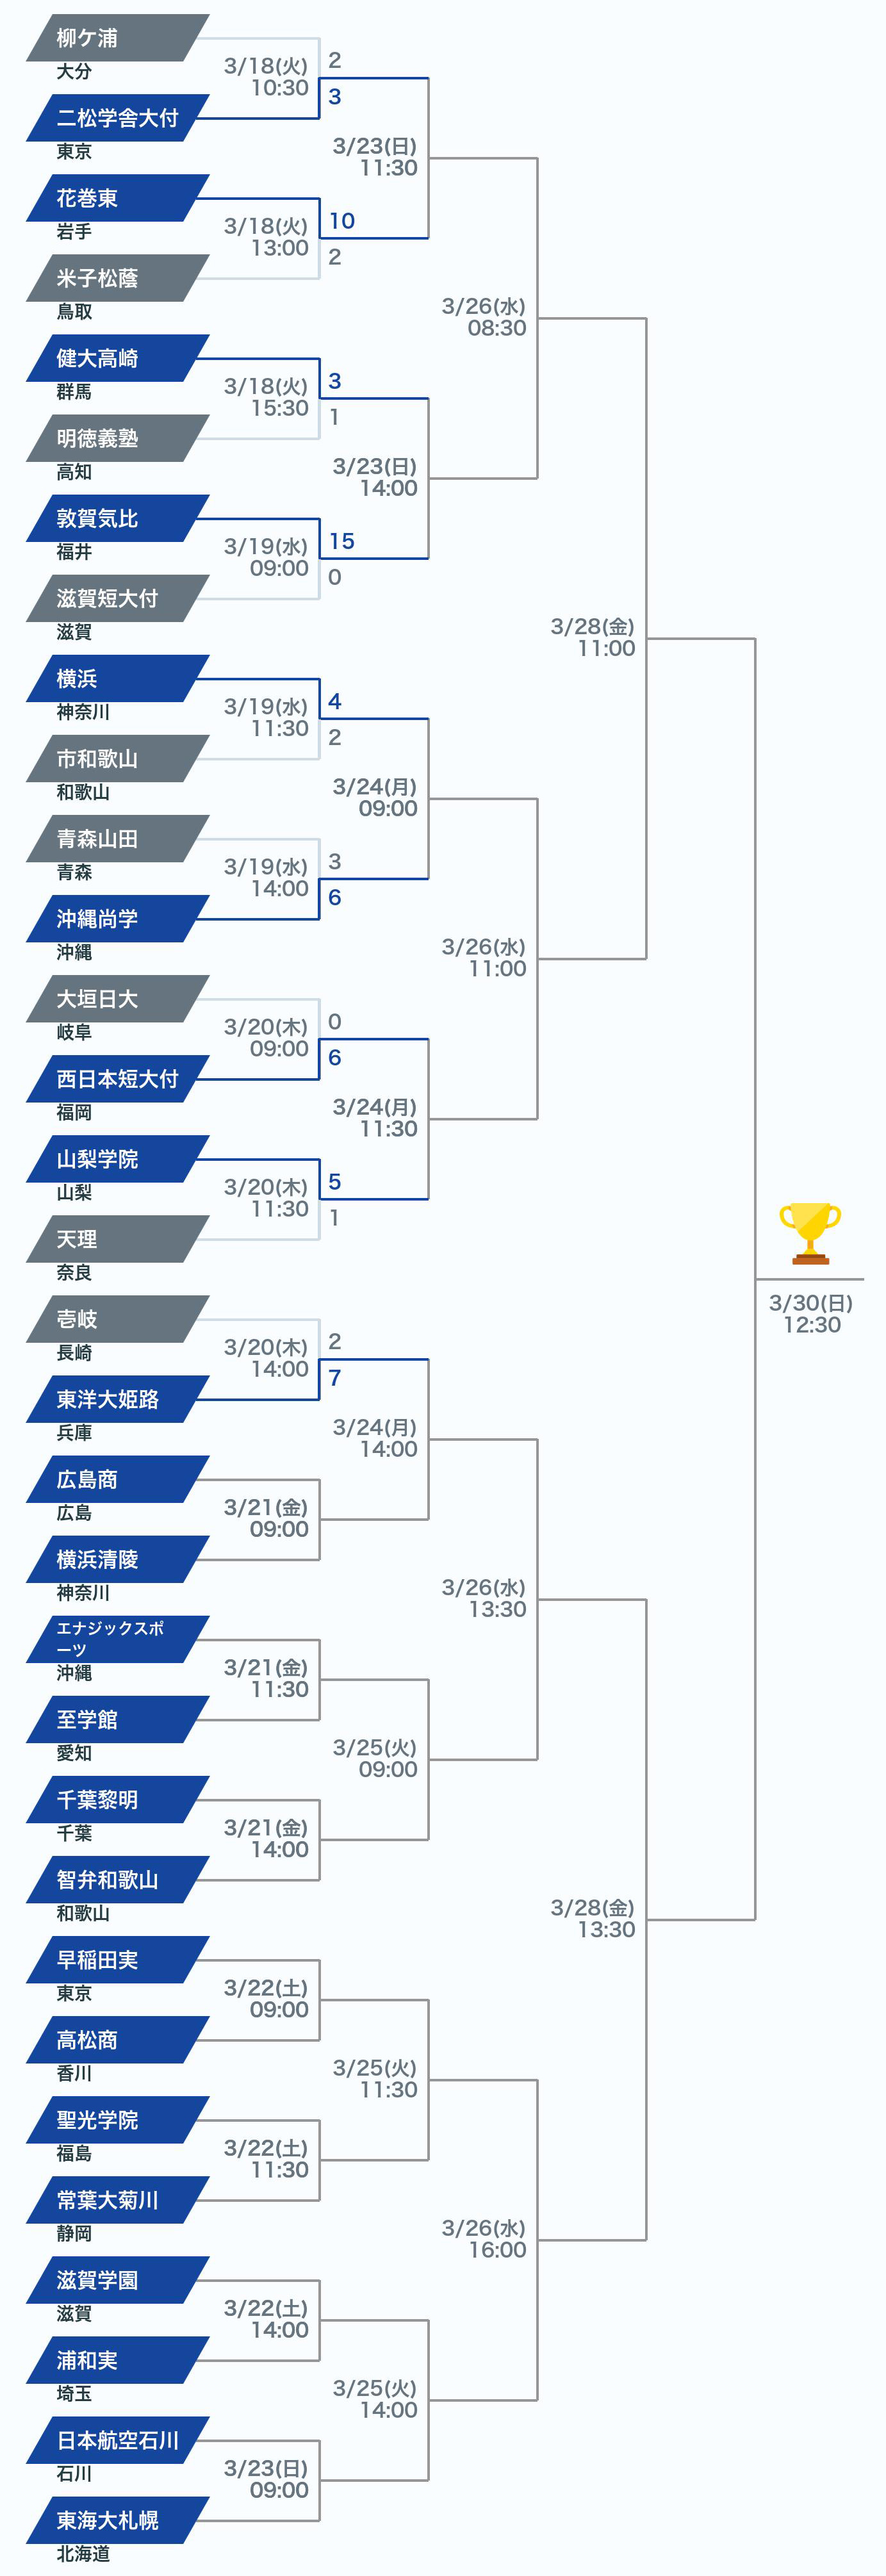 柳ケ浦
大分
3/18(火)
10:30
2
3
二松学舎大付
東京
3/23(日)
11:30
花巻東
岩手
3/18(火)
13:00
10
2
米子松蔭
鳥取
3/26(水)
08:30
健大高崎
群馬
3/18(火)
15:30
3
1
明徳義塾
高知
3/23(日)
14:00
敦賀気比
福井
3/19(水)
09:00
15
0
滋賀短大付
滋賀
3/28(金)
11:00
横浜
神奈川
3/19(水)
11:30
4
2
市和歌山
和歌山
3/24(月)
09:00
青森山田
青森
3/19(水)
14:00
3
6
沖縄尚学
沖縄
3/26(水)
11:00
大垣日大
岐阜
3/20(木)
09:00
0
6
西日本短大付
福岡
3/24(月)
11:30
山梨学院
山梨
3/20(木)
11:30
5
1
天理
奈良
3/30(日)
12:30
壱岐
長崎
3/20(木)
14:00
2
7
東洋大姫路
兵庫
3/24(月)
14:00
広島商
広島
3/21(金)
09:00
横浜清陵
神奈川
3/26(水)
13:30
エナジックスポ
ーツ
沖縄
3/21(金)
11:30
至学館
愛知
3/25(火)
09:00
千葉黎明
千葉
3/21(金)
14:00
智弁和歌山
和歌山
3/28(金)
13:30
早稲田実
東京
3/22(土)
09:00
高松商
香川
3/25(火)
11:30
聖光学院
福島
3/22(土)
11:30
常葉大菊川
静岡
3/26(水)
16:00
滋賀学園
滋賀
3/22(土)
14:00
浦和実
埼玉
3/25(火)
14:00
日本航空石川
石川
3/23(日)
09:00
東海大札幌
北海道